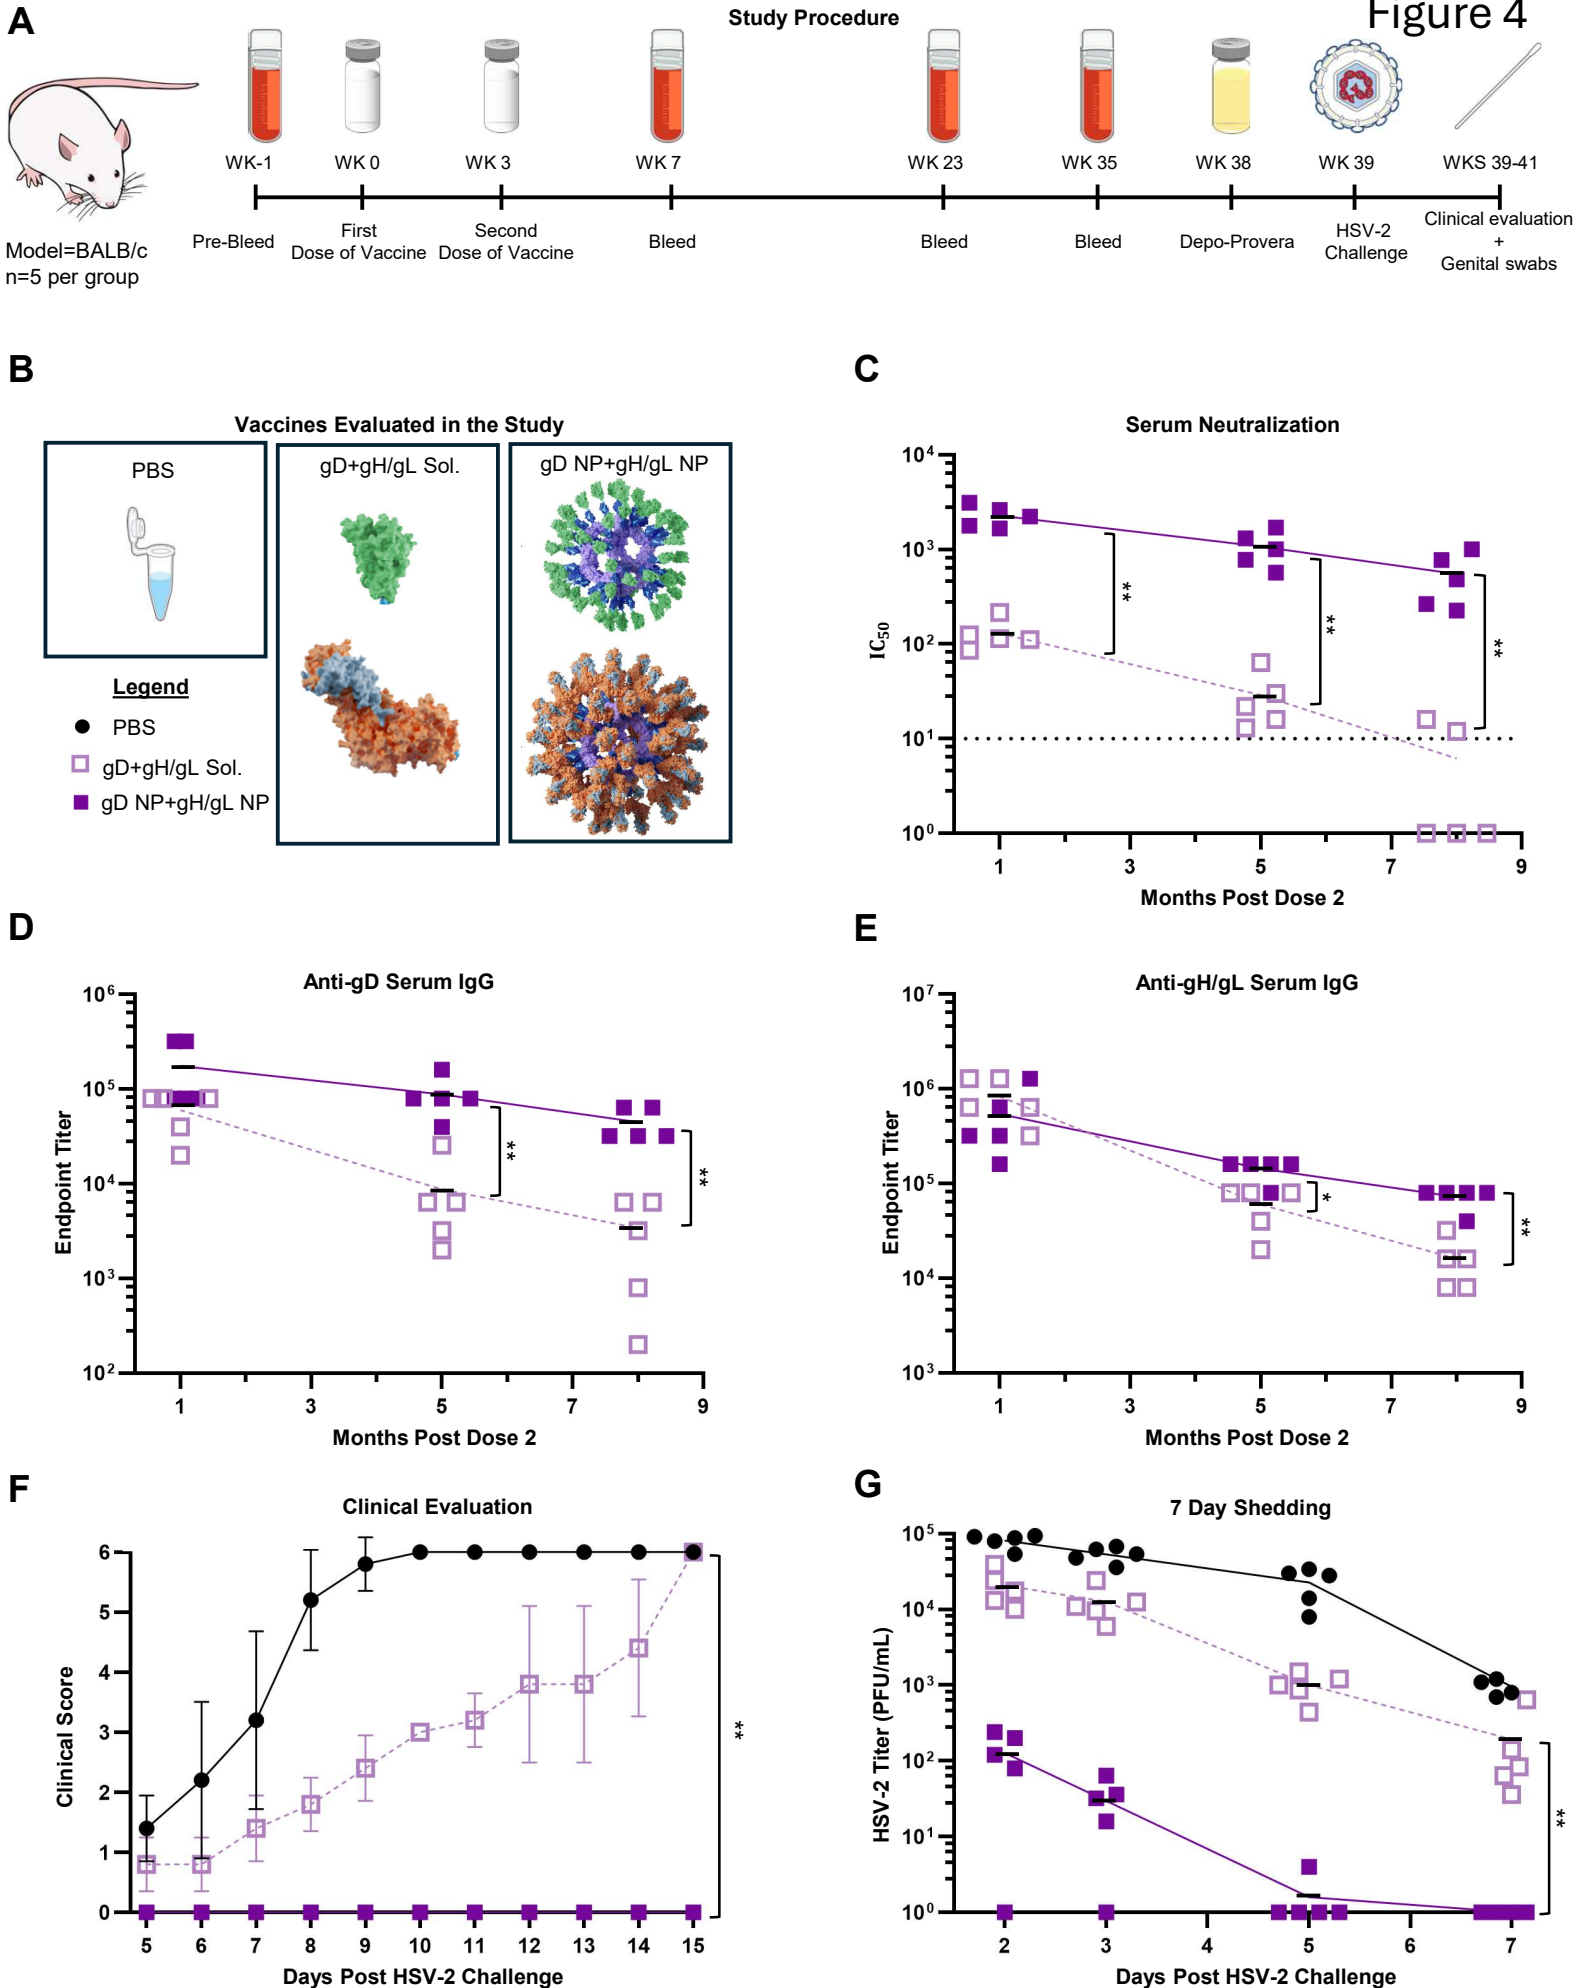 Figure 4
A
Study Procedure
WK-1
WK 0
WK 3
WK 7
WK 23
WK 35
WK 38
WK 39
WKS 39-41
Pre-Bleed
First
Dose of Vaccine
Second
Dose of Vaccine
Bleed
Bleed
Bleed
Depo-Provera
HSV-2
Challenge
Clinical evaluation
+
Genital swabs
Model=BALB/c
n=5 per group
B
Vaccines Evaluated in the Study
PBS
gD+gH/gL Sol.
gD NP+gH/gL NP
Legend
PBS
gD+gH/gL Sol.
gD NP+gH/gL NP
C
Serum Neutralization
IC₅₀
10⁴
10³
10²
10¹
10⁰
**
**
**
1 3 5 7 9
Months Post Dose 2
D
Anti-gD Serum IgG
Endpoint Titer
10⁶
10⁵
10⁴
10³
10²
**
**
1 3 5 7 9
Months Post Dose 2
E
Anti-gH/gL Serum IgG
Endpoint Titer
10⁷
10⁶
10⁵
10⁴
10³
*
**
1 3 5 7 9
Months Post Dose 2
F
Clinical Evaluation
Clinical Score
6
5
4
3
2
1
0
**
5 6 7 8 9 10 11 12 13 14 15
Days Post HSV-2 Challenge
G
7 Day Shedding
HSV-2 Titer (PFU/mL)
10⁵
10⁴
10³
10²
10¹
10⁰
**
2 3 4 5 6 7
Days Post HSV-2 Challenge